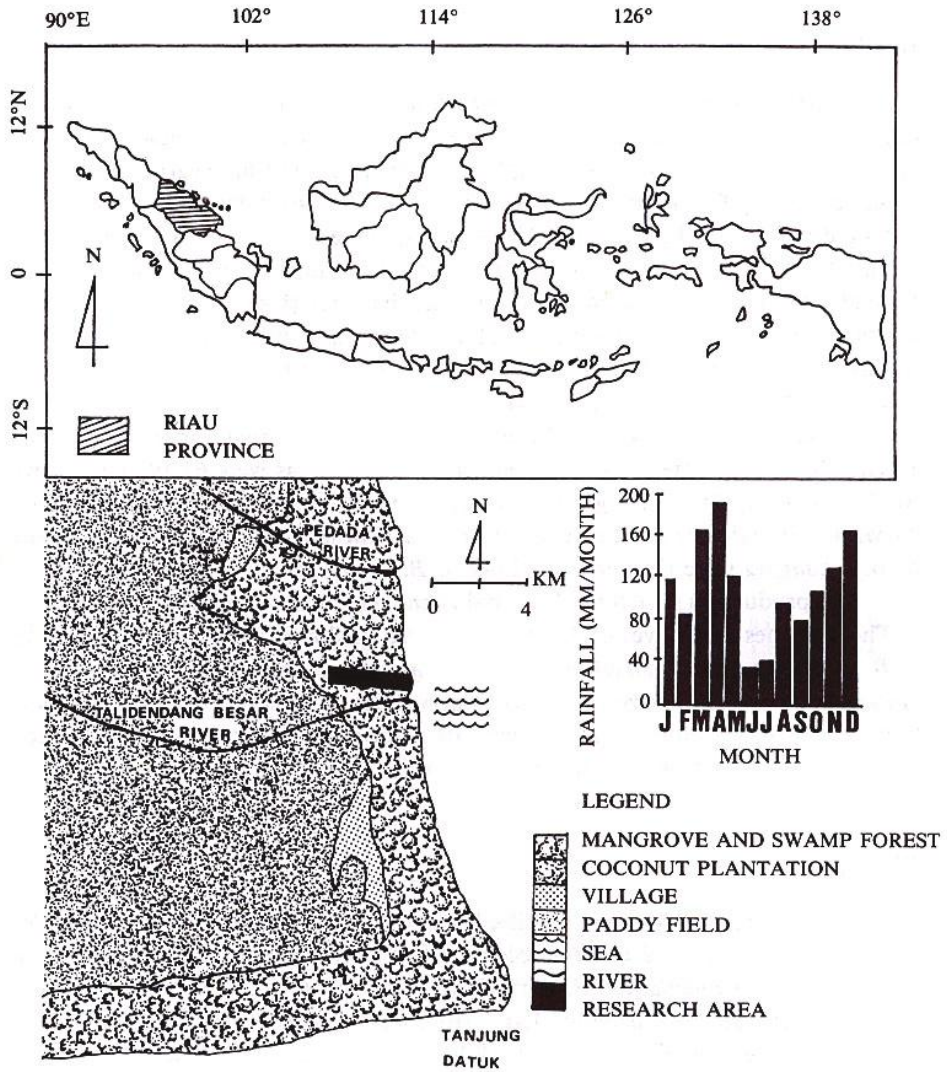 90°E 102° 114° 126° 138°
12°N
0
12°S
N
RIAU
PROVINCE
PEDADA
RIVER
N
KM
0 4
TALIDENDANG BESAR
RIVER
TANJUNG
DATUK
RAINFALL (MM/MONTH)
200
160
120
80
40
0
J F M A M J J A S O N D
MONTH
LEGEND
MANGROVE AND SWAMP FOREST
COCONUT PLANTATION
VILLAGE
PADDY FIELD
SEA
RIVER
RESEARCH AREA